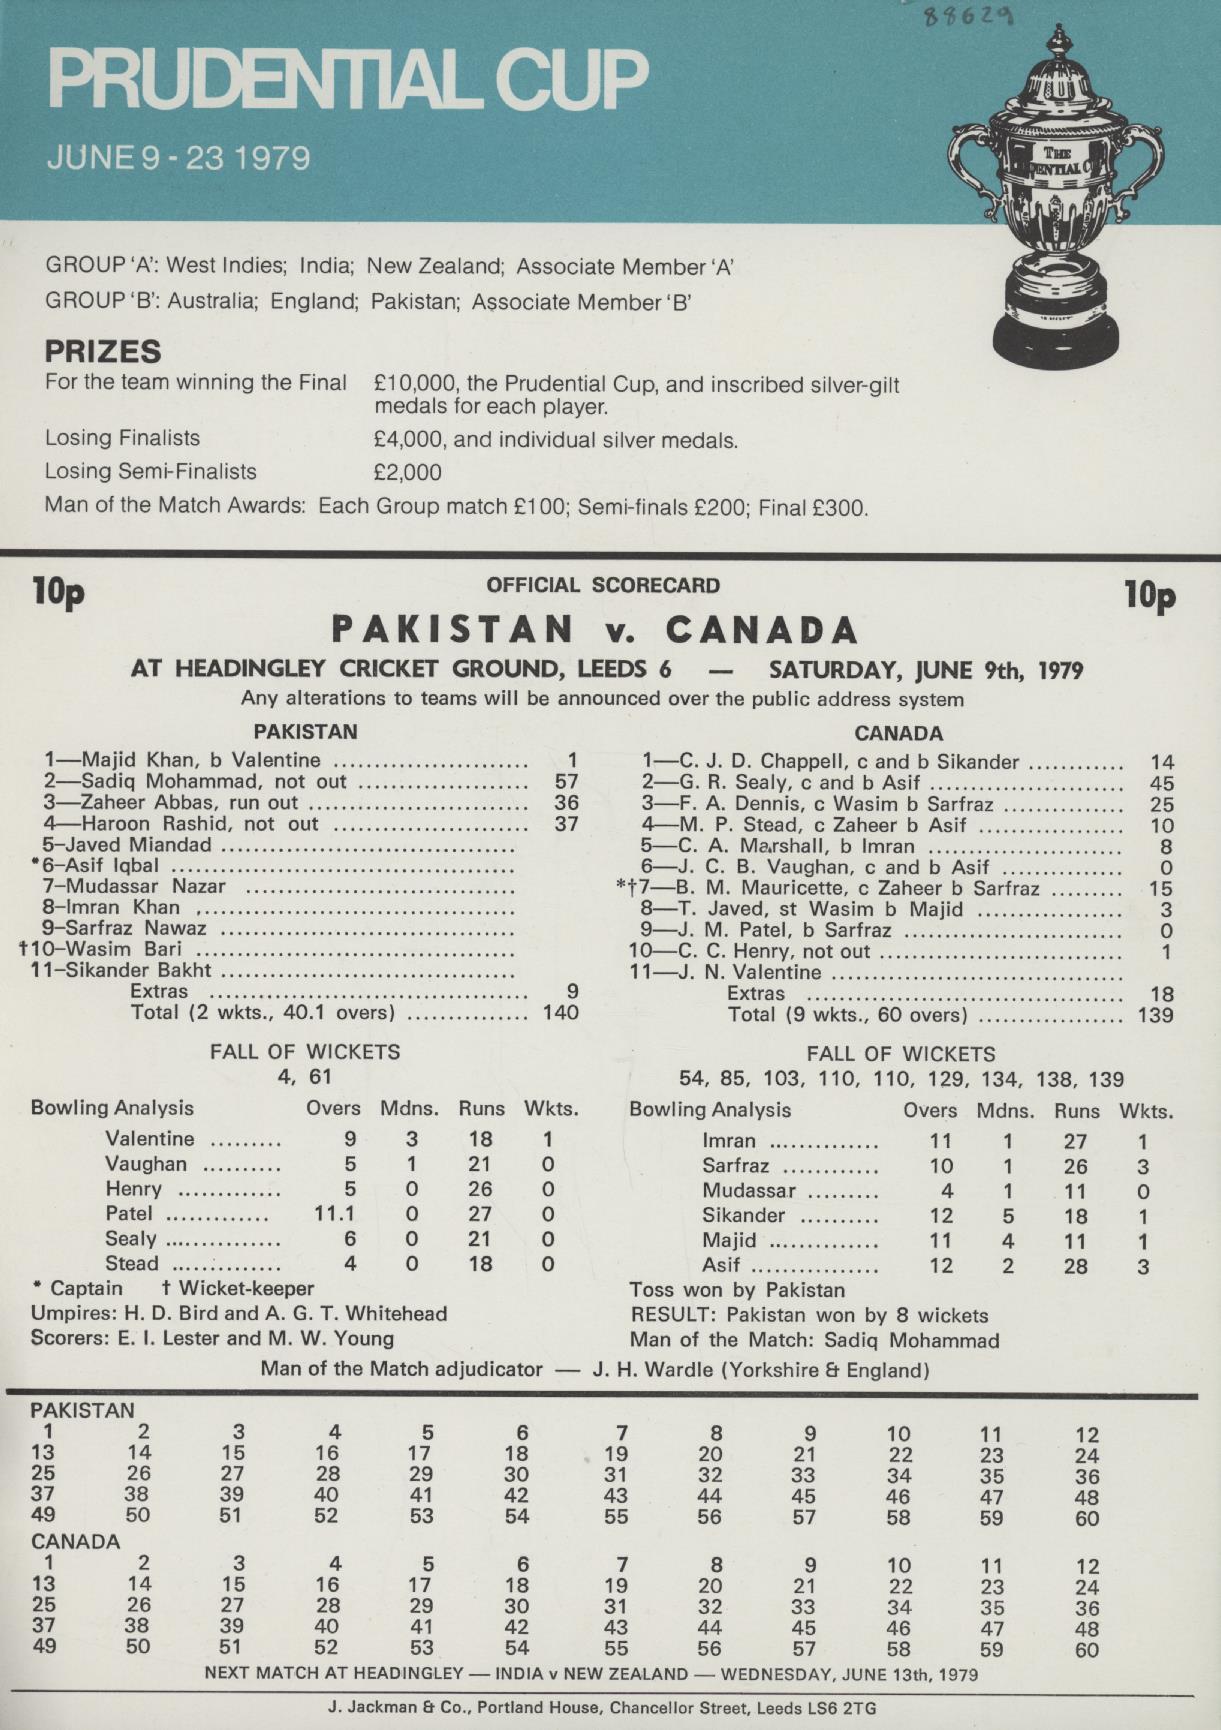 88629
PRUDENTIAL CUP
JUNE 9 - 23 1979
THE
DENTIAL C
GROUP 'A': West Indies; India; New Zealand; Associate Member 'A'
GROUP 'B': Australia; England; Pakistan; Associate Member 'B'
PRIZES
For the team winning the Final £10,000, the Prudential Cup, and inscribed silver-gilt
medals for each player.
Losing Finalists £4,000, and individual silver medals.
Losing Semi-Finalists £2,000
Man of the Match Awards: Each Group match £100; Semi-finals £200; Final £300.
10p OFFICIAL SCORECARD 10p
PAKISTAN v. CANADA
AT HEADINGLEY CRICKET GROUND, LEEDS 6 — SATURDAY, JUNE 9th, 1979
Any alterations to teams will be announced over the public address system
PAKISTAN
1—Majid Khan, b Valentine .......................... 1
2—Sadiq Mohammad, not out ...................... 57
3—Zaheer Abbas, run out ............................ 36
4—Haroon Rashid, not out ......................... 37
5–Javed Miandad ......................................
*6–Asif Iqbal ............................................
7–Mudassar Nazar ...................................
8–Imran Khan .........................................
9–Sarfraz Nawaz ......................................
†10–Wasim Bari .........................................
11–Sikander Bakht ......................................
Extras ......................................... 9
Total (2 wkts., 40.1 overs) ............... 140
FALL OF WICKETS
4, 61
Bowling Analysis Overs Mdns. Runs Wkts.
Valentine ......... 9 3 18 1
Vaughan .......... 5 1 21 0
Henry ............. 5 0 26 0
Patel ............. 11.1 0 27 0
Sealy ............... 6 0 21 0
Stead .............. 4 0 18 0
* Captain † Wicket-keeper
Umpires: H. D. Bird and A. G. T. Whitehead
Scorers: E. I. Lester and M. W. Young
CANADA
1—C. J. D. Chappell, c and b Sikander ............ 14
2—G. R. Sealy, c and b Asif ......................... 45
3—F. A. Dennis, c Wasim b Sarfraz ............... 25
4—M. P. Stead, c Zaheer b Asif ................... 10
5—C. A. Marshall, b Imran .......................... 8
6—J. C. B. Vaughan, c and b Asif ............... 0
*†7—B. M. Mauricette, c Zaheer b Sarfraz ......... 15
8—T. Javed, st Wasim b Majid ................... 3
9—J. M. Patel, b Sarfraz ............................. 0
10—C. C. Henry, not out ................................ 1
11—J. N. Valentine ......................................
Extras ......................................... 18
Total (9 wkts., 60 overs) ................... 139
FALL OF WICKETS
54, 85, 103, 110, 110, 129, 134, 138, 139
Bowling Analysis Overs Mdns. Runs Wkts.
Imran .............. 11 1 27 1
Sarfraz ............ 10 1 26 3
Mudassar ......... 4 1 11 0
Sikander .......... 12 5 18 1
Majid .............. 11 4 11 1
Asif ................ 12 2 28 3
Toss won by Pakistan
RESULT: Pakistan won by 8 wickets
Man of the Match: Sadiq Mohammad
Man of the Match adjudicator — J. H. Wardle (Yorkshire & England)
PAKISTAN
1 2 3 4 5 6 7 8 9 10 11 12
13 14 15 16 17 18 19 20 21 22 23 24
25 26 27 28 29 30 31 32 33 34 35 36
37 38 39 40 41 42 43 44 45 46 47 48
49 50 51 52 53 54 55 56 57 58 59 60
CANADA
1 2 3 4 5 6 7 8 9 10 11 12
13 14 15 16 17 18 19 20 21 22 23 24
25 26 27 28 29 30 31 32 33 34 35 36
37 38 39 40 41 42 43 44 45 46 47 48
49 50 51 52 53 54 55 56 57 58 59 60
NEXT MATCH AT HEADINGLEY — INDIA v NEW ZEALAND — WEDNESDAY, JUNE 13th, 1979
J. Jackman & Co., Portland House, Chancellor Street, Leeds LS6 2TG